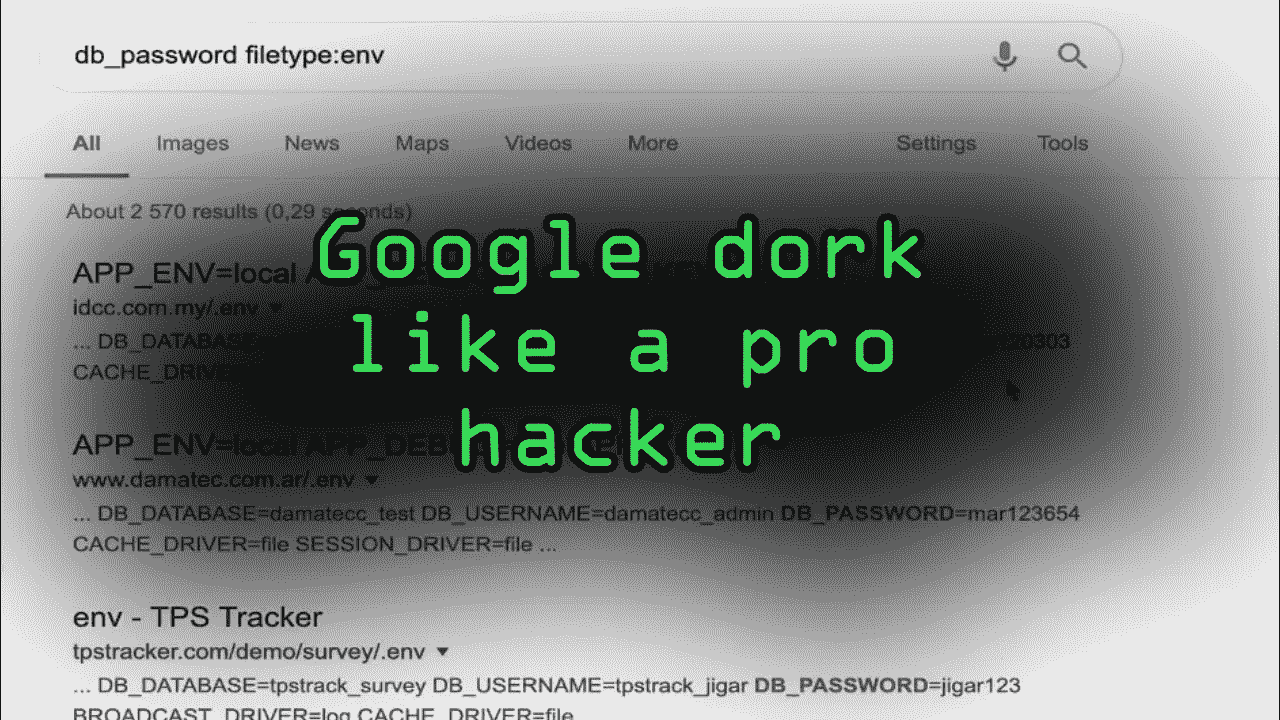 db_password filetype:env
All Images News Maps Videos More Settings Tools
About 2 570 results (0,29 seconds)
Google dork
like a pro
hacker
APP_ENV=local
idcc.com.my/.env
... DB_DATABASE
CACHE_DRIVE
APP_ENV=local APP_DEB
www.damatec.com.ar/.env
... DB_DATABASE=damatecc_test DB_USERNAME=damatecc_admin DB_PASSWORD=mar123654
CACHE_DRIVER=file SESSION_DRIVER=file ...
env - TPS Tracker
tpstracker.com/demo/survey/.env
... DB_DATABASE=tpstrack_survey DB_USERNAME=tpstrack_jigar DB_PASSWORD=jigar123
BROADCAST_DRIVER=log CACHE_DRIVER=file